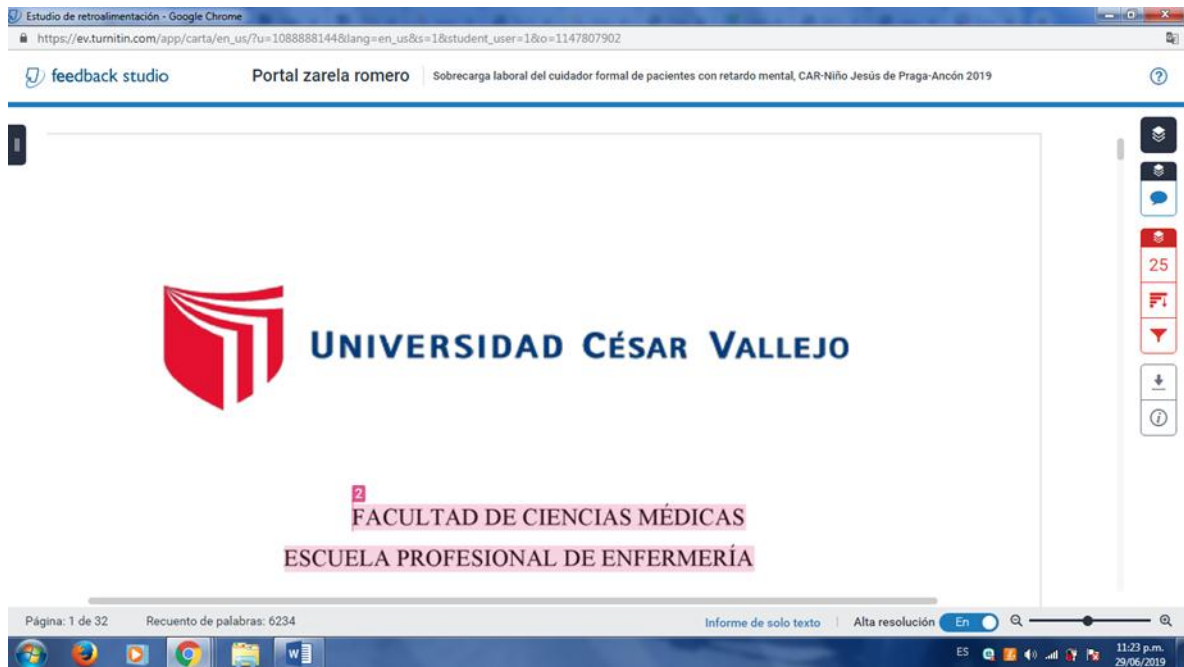 Estudio de retroalimentación - Google Chrome
https://ev.turnitin.com/app/carta/en_us/?u=1088888144&lang=en_us&s=1&student_user=1&o=1147807902
feedback studio
Portal zarela romero
Sobrecarga laboral del cuidador formal de pacientes con retardo mental, CAR-Niño Jesús de Praga-Ancón 2019
?
25
UNIVERSIDAD CÉSAR VALLEJO
2
FACULTAD DE CIENCIAS MÉDICAS
ESCUELA PROFESIONAL DE ENFERMERÍA
Página: 1 de 32
Recuento de palabras: 6234
Informe de solo texto
Alta resolución
En
ES
11:23 p.m.
29/06/2019